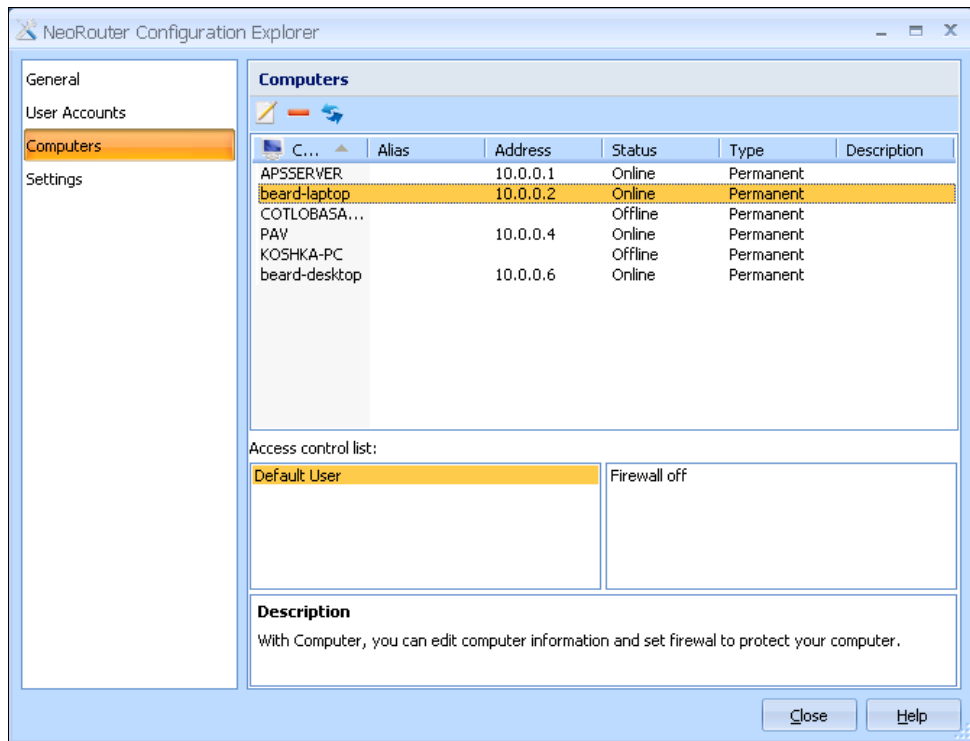 NeoRouter Configuration Explorer
General
User Accounts
Computers
Settings
Computers
C... Alias Address Status Type Description
APSSERVER 10.0.0.1 Online Permanent
beard-laptop 10.0.0.2 Online Permanent
COTLOBASA... Offline Permanent
PAV 10.0.0.4 Online Permanent
KOSHKA-PC Offline Permanent
beard-desktop 10.0.0.6 Online Permanent
Access control list:
Default User
Firewall off
Description
With Computer, you can edit computer information and set firewal to protect your computer.
Close Help